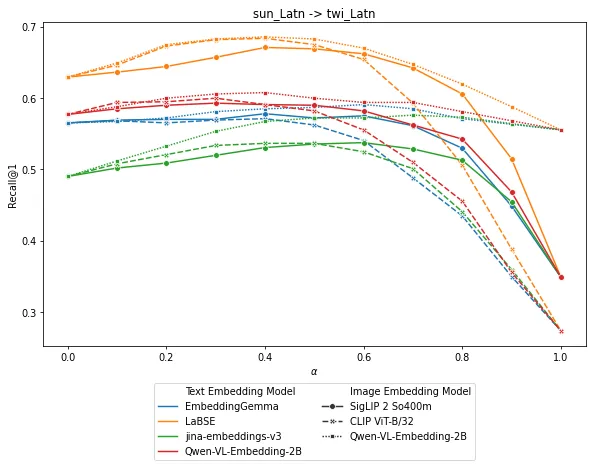 sun_Latn -> twi_Latn
Recall@1
0.7
0.6
0.5
0.4
0.3
0.0 0.2 0.4 0.6 0.8 1.0
α
Text Embedding Model
EmbeddingGemma
LaBSE
jina-embeddings-v3
Qwen-VL-Embedding-2B
Image Embedding Model
SigLIP 2 So400m
CLIP ViT-B/32
Qwen-VL-Embedding-2B